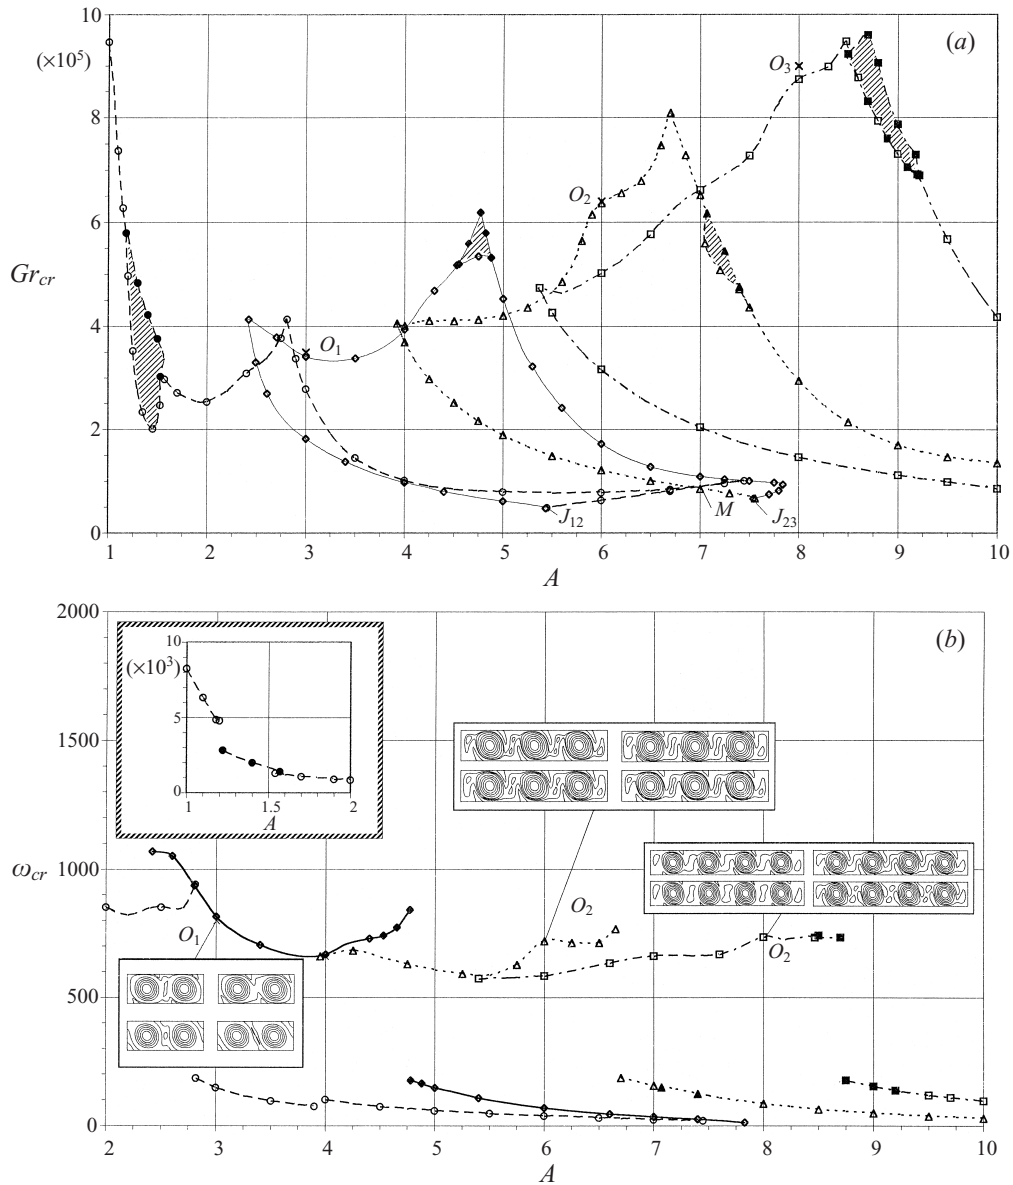 10
(×10⁵)
(a)
O₃
8
O₂
6
Gr_cr
4
O₁
2
M
J₁₂
J₂₃
0
1 2 3 4 5 6 7 8 9 10
A
2000
(b)
10
(×10³)
5
0
1 1.5 2
A
1500
1000
ω_cr
O₁
O₂
O₂
500
0
2 3 4 5 6 7 8 9 10
A